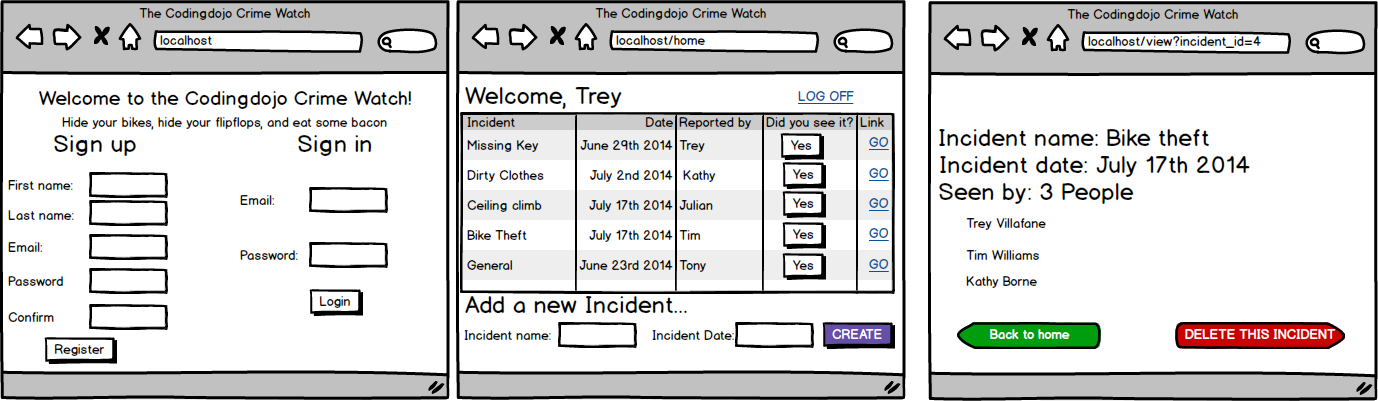 The Codingdojo Crime Watch
localhost
Welcome to the Codingdojo Crime Watch!
Hide your bikes, hide your flipflops, and eat some bacon
Sign up
First name:
Last name:
Email:
Password
Confirm
Register
Sign in
Email:
Password:
Login
The Codingdojo Crime Watch
localhost/home
Welcome, Trey LOG OFF
Incident Date Reported by Did you see it? Link
Missing Key June 29th 2014 Trey Yes GO
Dirty Clothes July 2nd 2014 Kathy Yes GO
Ceiling climb July 17th 2014 Julian Yes GO
Bike Theft July 17th 2014 Tim Yes GO
General June 23rd 2014 Tony Yes GO
Add a new Incident...
Incident name: Incident Date: CREATE
The Codingdojo Crime Watch
localhost/view?incident_id=4
Incident name: Bike theft
Incident date: July 17th 2014
Seen by: 3 People
Trey Villafane
Tim Williams
Kathy Borne
Back to home DELETE THIS INCIDENT